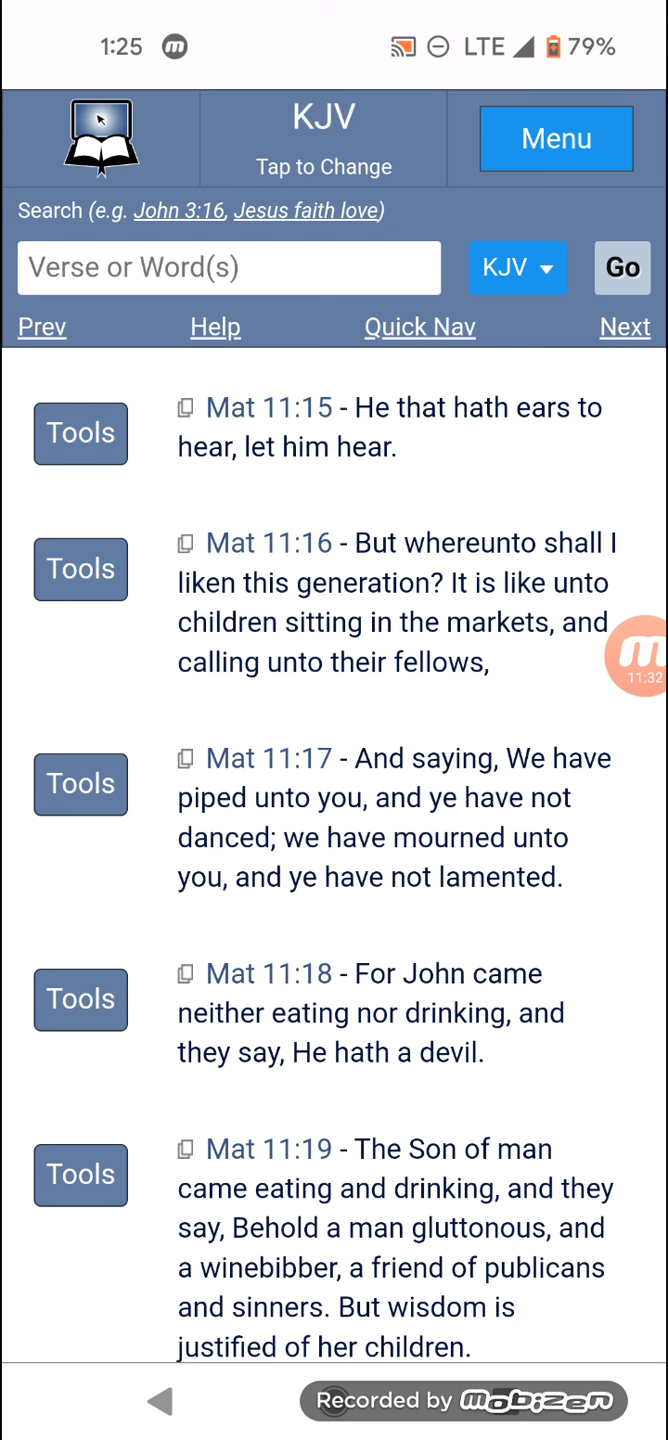 1:25 m LTE 79%
KJV
Tap to Change
Menu
Search (e.g. John 3:16, Jesus faith love)
Verse or Word(s) KJV Go
Prev Help Quick Nav Next
Tools
Mat 11:15 - He that hath ears to
hear, let him hear.
Tools
Mat 11:16 - But whereunto shall I
liken this generation? It is like unto
children sitting in the markets, and
calling unto their fellows,
m
11:32
Tools
Mat 11:17 - And saying, We have
piped unto you, and ye have not
danced; we have mourned unto
you, and ye have not lamented.
Tools
Mat 11:18 - For John came
neither eating nor drinking, and
they say, He hath a devil.
Tools
Mat 11:19 - The Son of man
came eating and drinking, and they
say, Behold a man gluttonous, and
a winebibber, a friend of publicans
and sinners. But wisdom is
justified of her children.
Recorded by mobizen